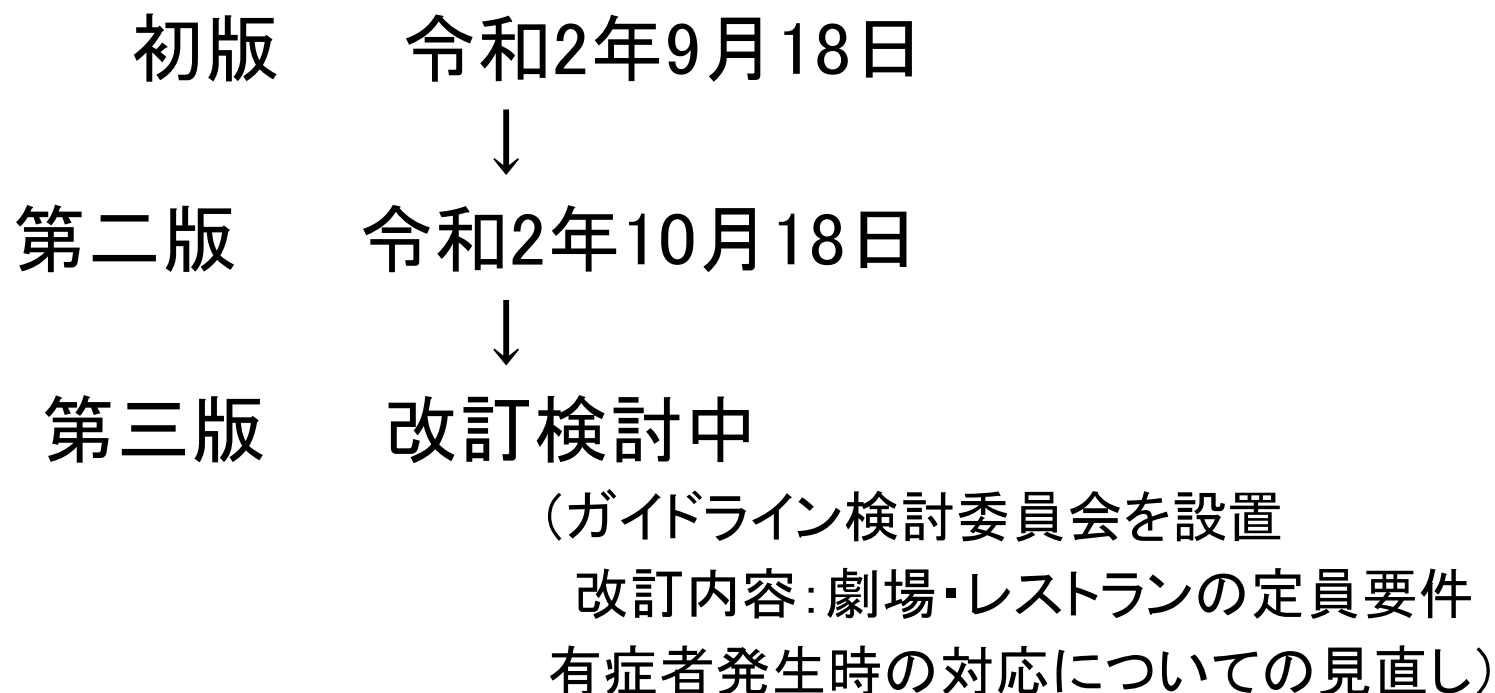 初版　　令和2年9月18日
↓
第二版　　令和2年10月18日
↓
第三版　　改訂検討中
（ガイドライン検討委員会を設置
改訂内容：劇場・レストランの定員要件
有症者発生時の対応についての見直し）